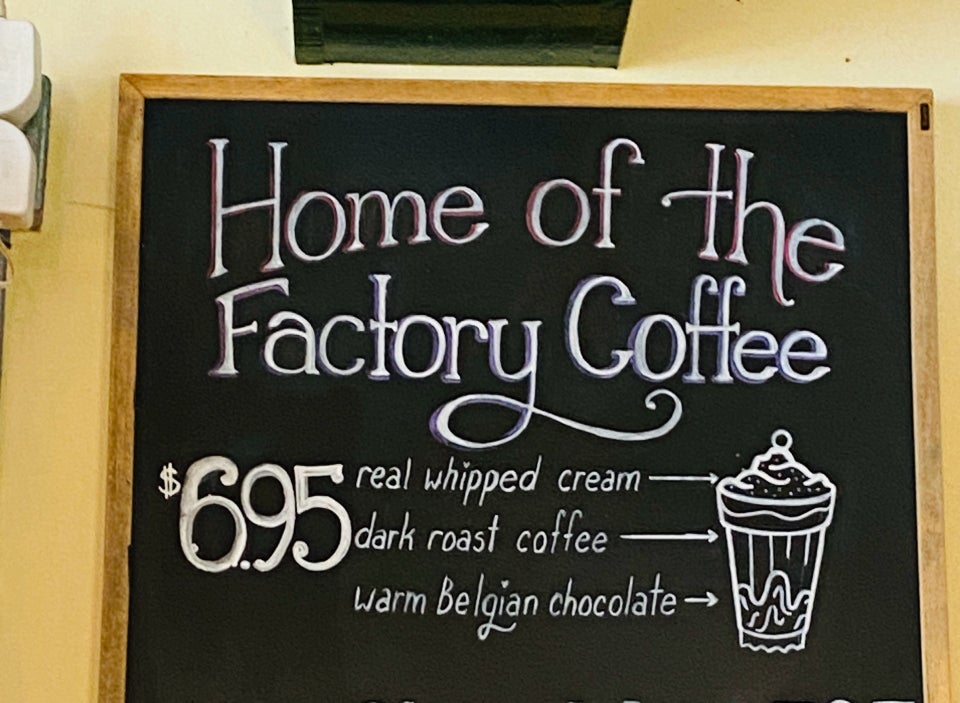 Home of the
Factory Coffee
$6.95
real whipped cream
dark roast coffee
warm Belgian chocolate